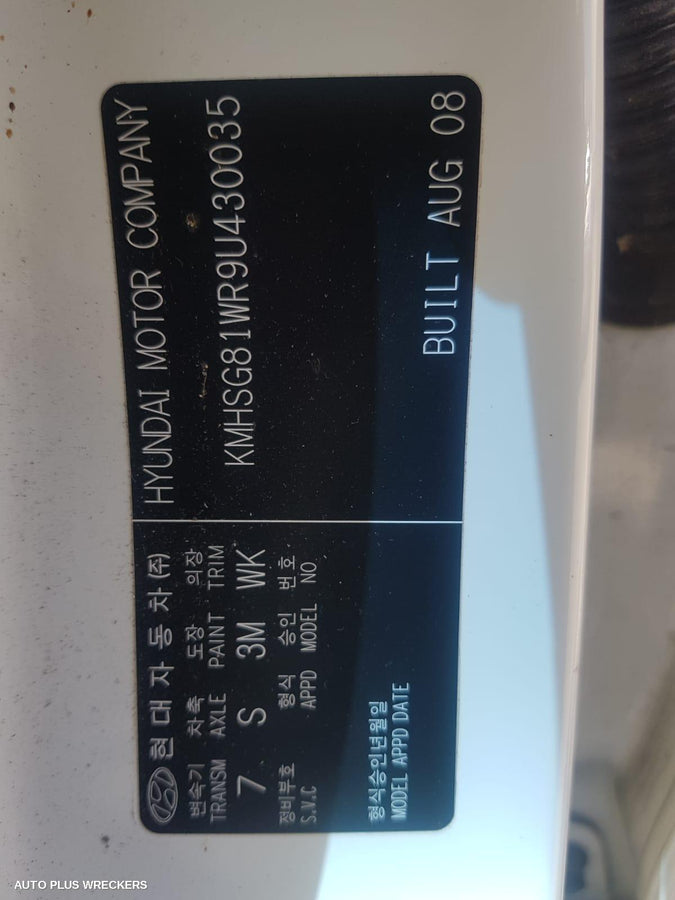 현대자동차(주)
변속기 차축 도장 의장
TRANSM AXLE PAINT TRIM
7 S 3M WK
정비부호 형식 승인 번호
S.V.C APPD MODEL NO
형식승인년월일
MODEL APPD DATE
HYUNDAI MOTOR COMPANY
KMHSG81WR9U430035
BUILT AUG 08
AUTO PLUS WRECKERS